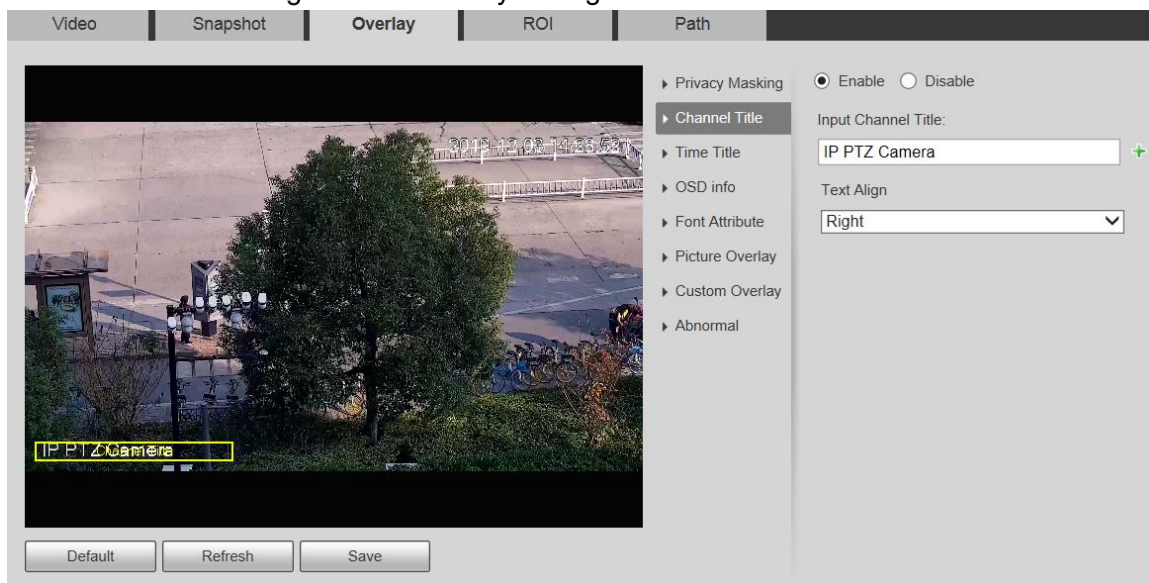 Video Snapshot Overlay ROI Path
Privacy Masking
Channel Title
Time Title
OSD info
Font Attribute
Picture Overlay
Custom Overlay
Abnormal
Enable Disable
Input Channel Title:
IP PTZ Camera
Text Align
Right
IP PTZ Camera
Default Refresh Save